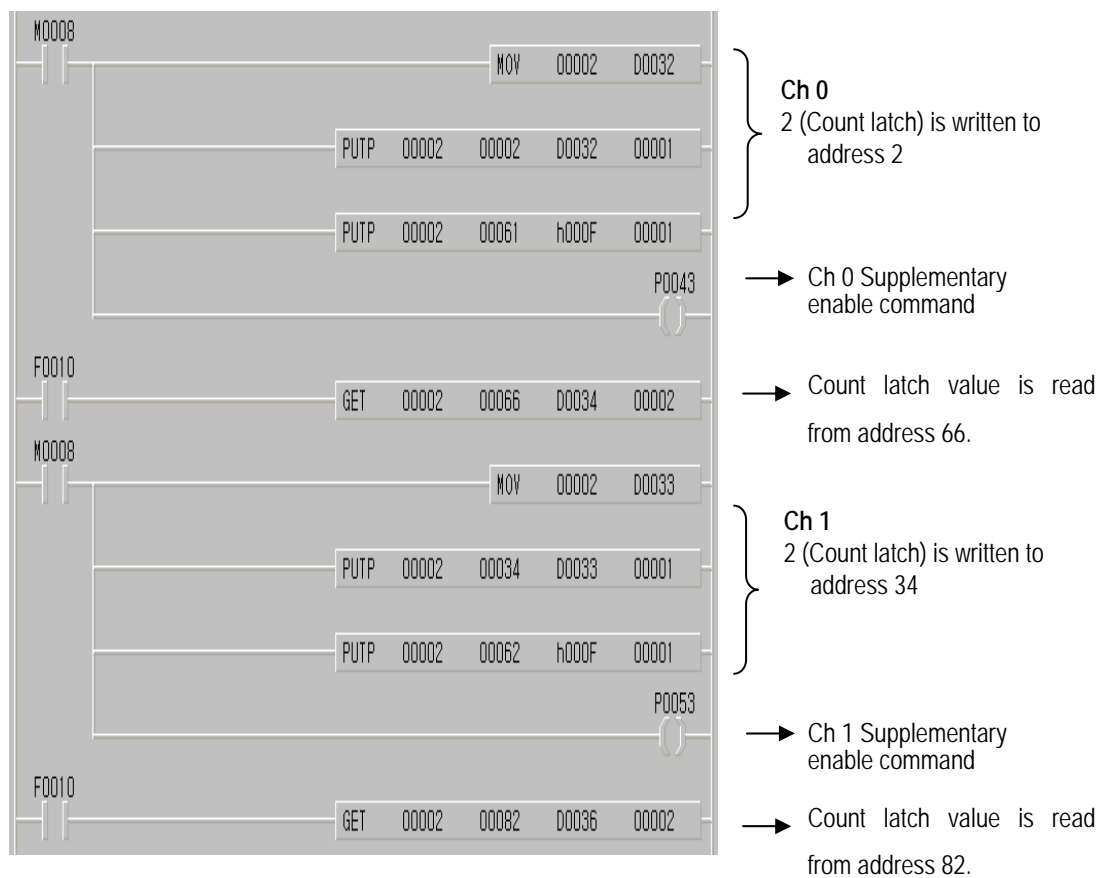 M0008
MOV 00002 D0032
Ch 0
2 (Count latch) is written to
address 2
PUTP 00002 00002 D0032 00001
PUTP 00002 00061 h000F 00001
P0043
Ch 0 Supplementary
enable command
F0010
GET 00002 00066 D0034 00002
Count latch value is read
from address 66.
M0008
MOV 00002 D0033
Ch 1
2 (Count latch) is written to
address 34
PUTP 00002 00034 D0033 00001
PUTP 00002 00062 h000F 00001
P0053
Ch 1 Supplementary
enable command
F0010
GET 00002 00082 D0036 00002
Count latch value is read
from address 82.